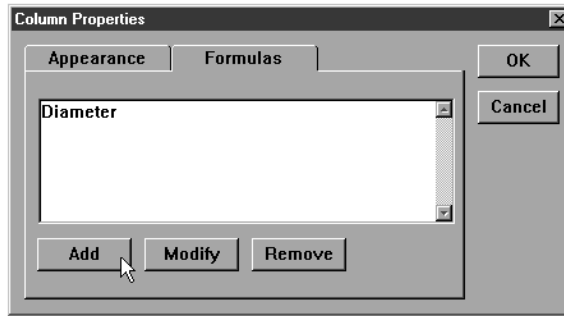 Column Properties
Appearance Formulas
OK
Cancel
Diameter
Add Modify Remove